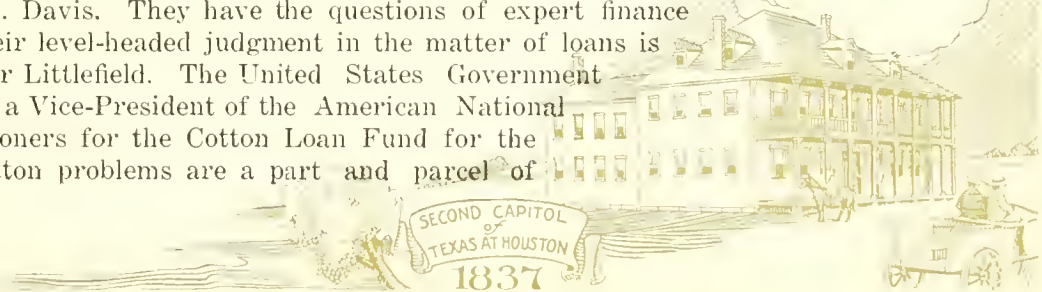 . Davis. They have the questions of expert finance
eir level-headed judgment in the matter of loans is
r Littlefield. The United States Government
a Vice-President of the American National
oners for the Cotton Loan Fund for the
ton problems are a part and parcel of
SECOND CAPITOL
OF
TEXAS AT HOUSTON
1837